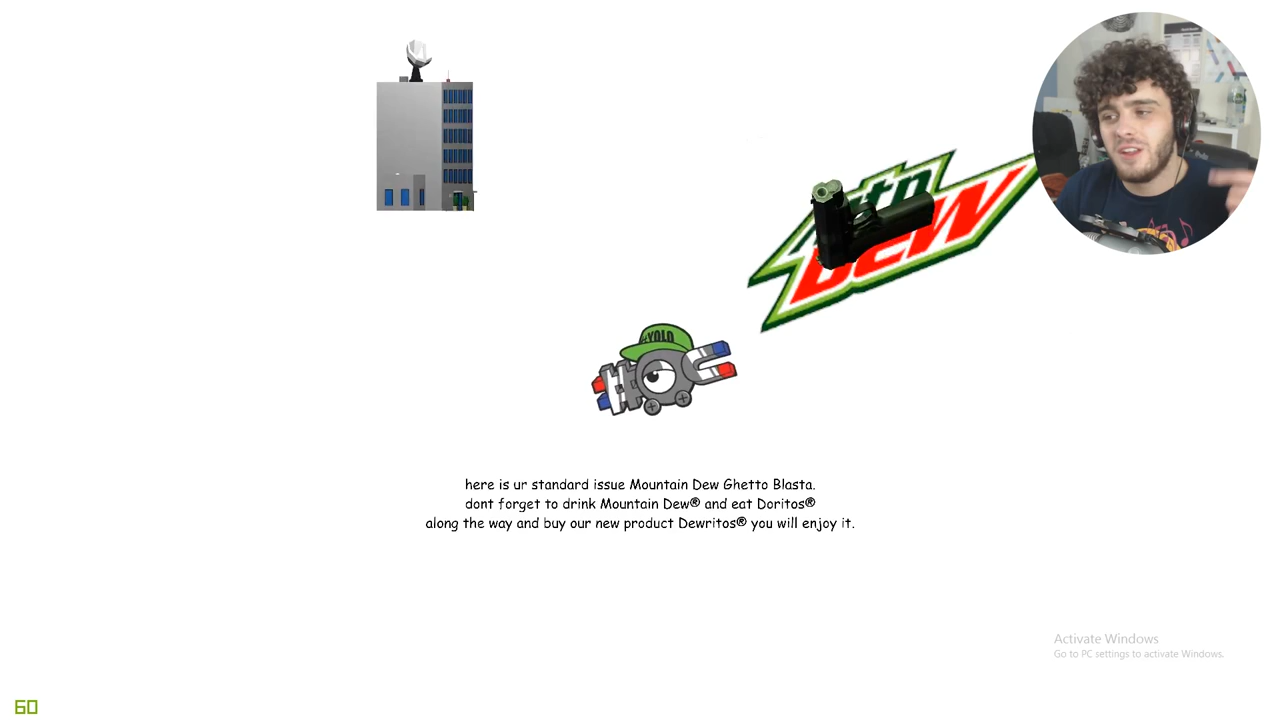 mtn
DEW
YOLO
here is ur standard issue Mountain Dew Ghetto Blasta.
dont forget to drink Mountain Dew® and eat Doritos®
along the way and buy our new product Dewritos® you will enjoy it.
Activate Windows
Go to PC settings to activate Windows.
60